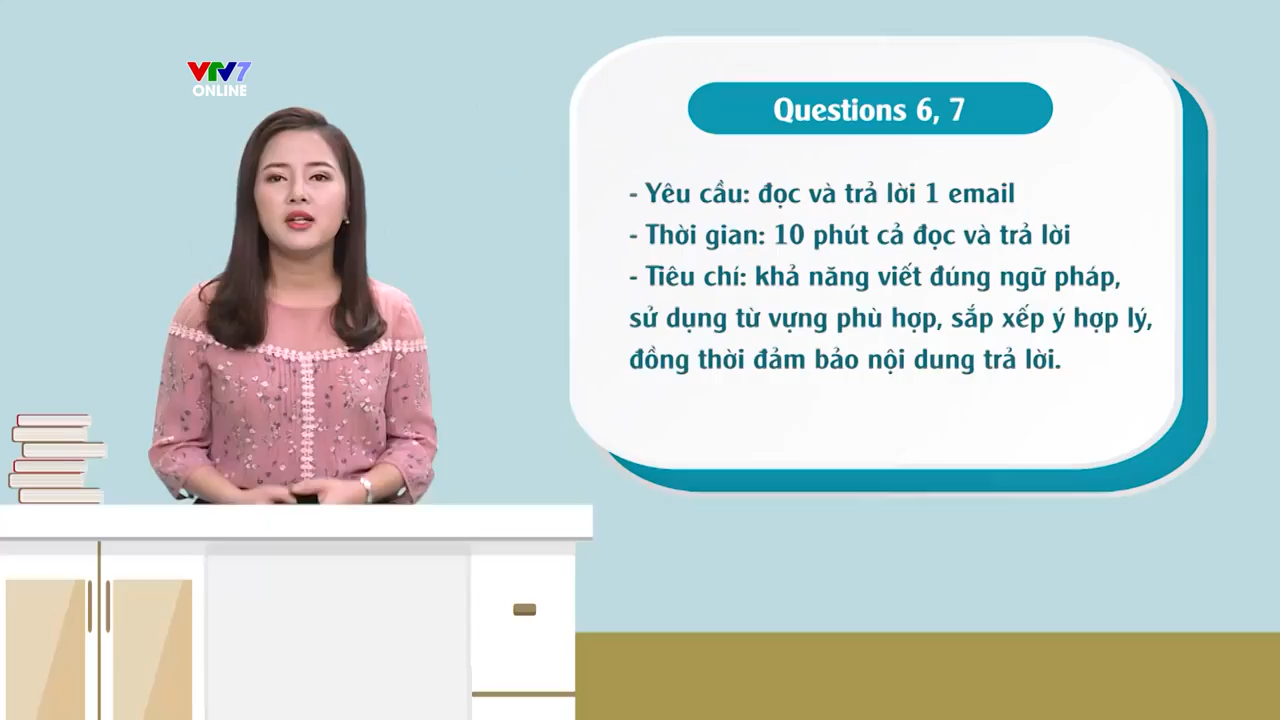 VTV7
ONLINE
Questions 6, 7
- Yêu cầu: đọc và trả lời 1 email
- Thời gian: 10 phút cả đọc và trả lời
- Tiêu chí: khả năng viết đúng ngữ pháp,
sử dụng từ vựng phù hợp, sắp xếp ý hợp lý,
đồng thời đảm bảo nội dung trả lời.